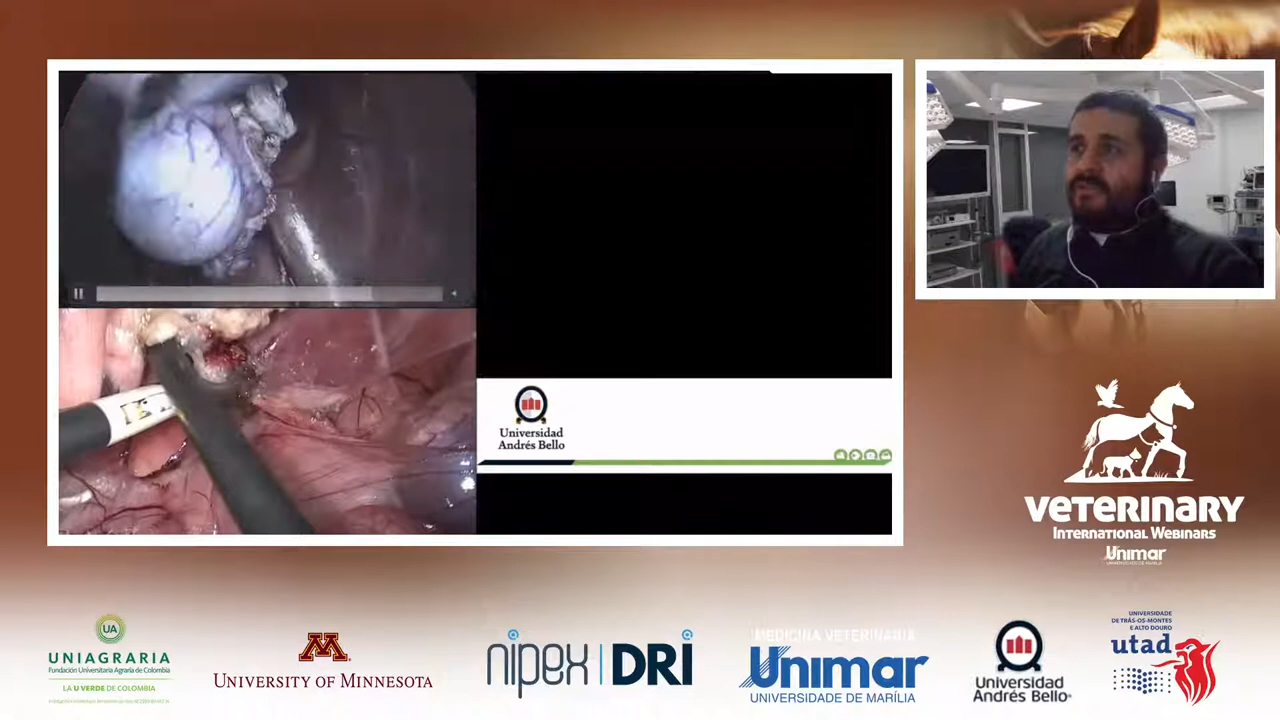 Universidad
Andrés Bello
VETERINARY
INTERNATIONAL WEBINARS
Unimar
UA
UNIAGRARIA
Fundación Universitaria Agraria de Colombia
LA U VERDE DE COLOMBIA
M
UNIVERSITY OF MINNESOTA
nipex | DRI
MEDICINA VETERINÁRIA
Unimar
UNIVERSIDADE DE MARÍLIA
Universidad
Andrés Bello
UNIVERSIDADE
DE TRÁS-OS-MONTES
E ALTO DOURO
utad